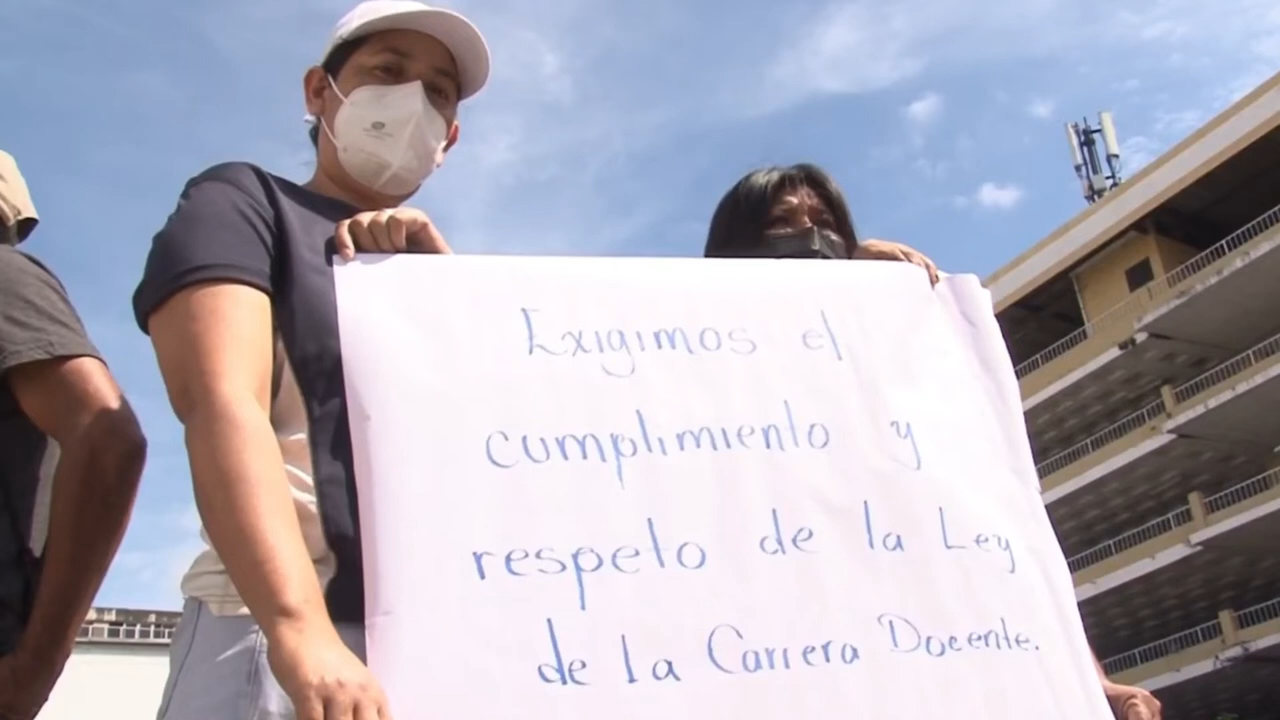 Exigimos el
cumplimiento y
respeto de la Ley
de la Carrera Docente.